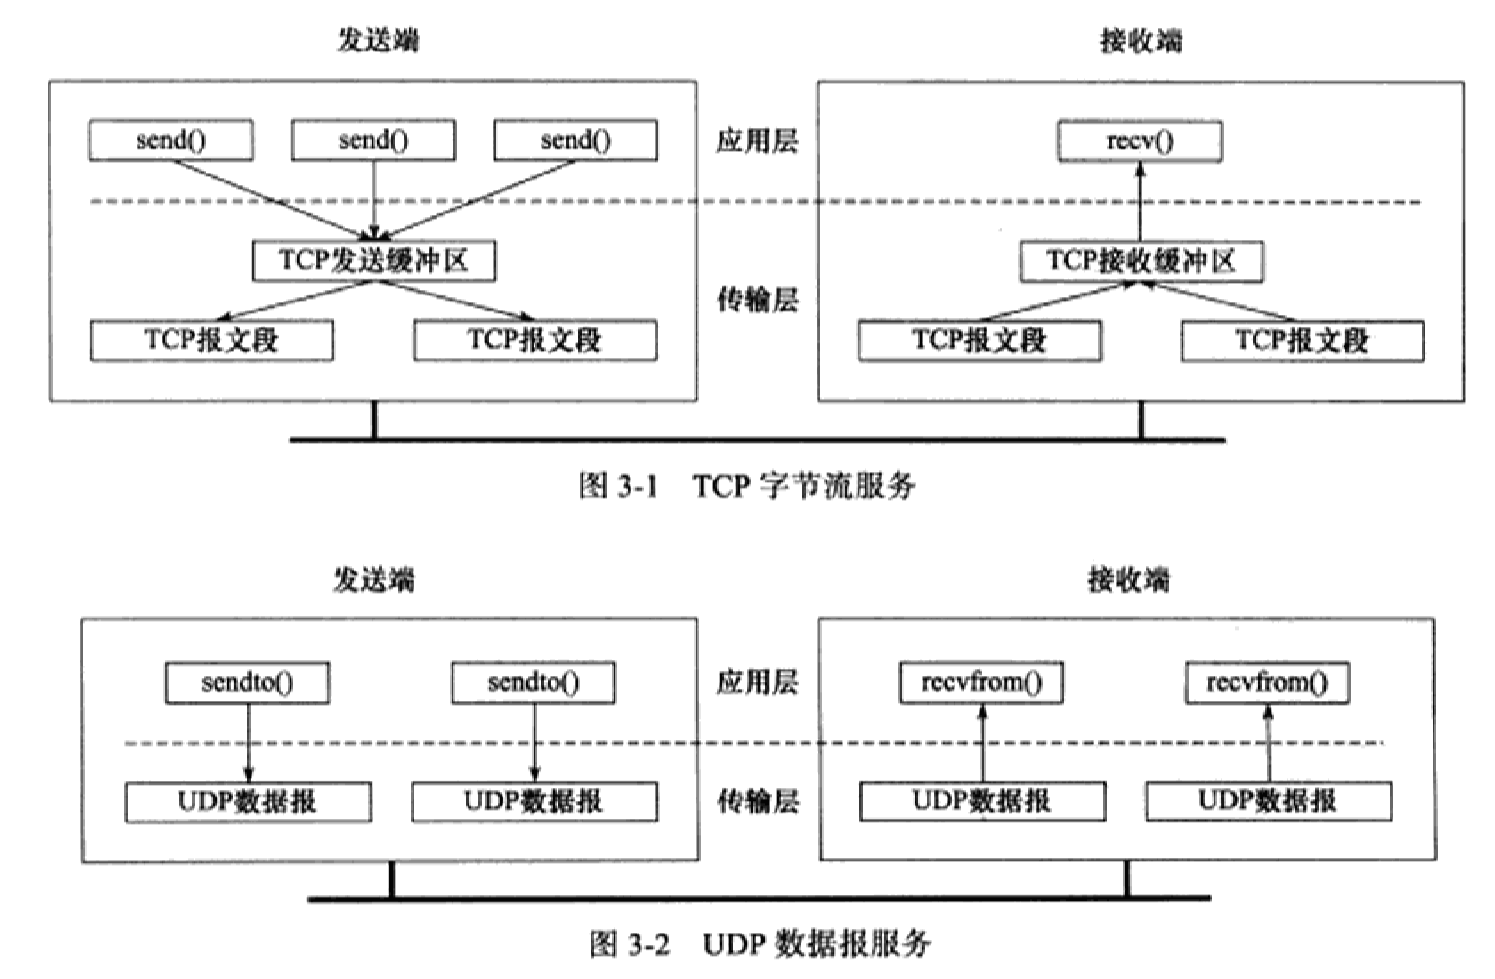 发送端 接收端
send() send() send() 应用层 recv()
TCP发送缓冲区 TCP接收缓冲区
传输层
TCP报文段 TCP报文段 TCP报文段 TCP报文段
图 3-1 TCP 字节流服务
发送端 接收端
sendto() sendto() 应用层 recvfrom() recvfrom()
UDP数据报 UDP数据报 传输层 UDP数据报 UDP数据报
图 3-2 UDP 数据报服务